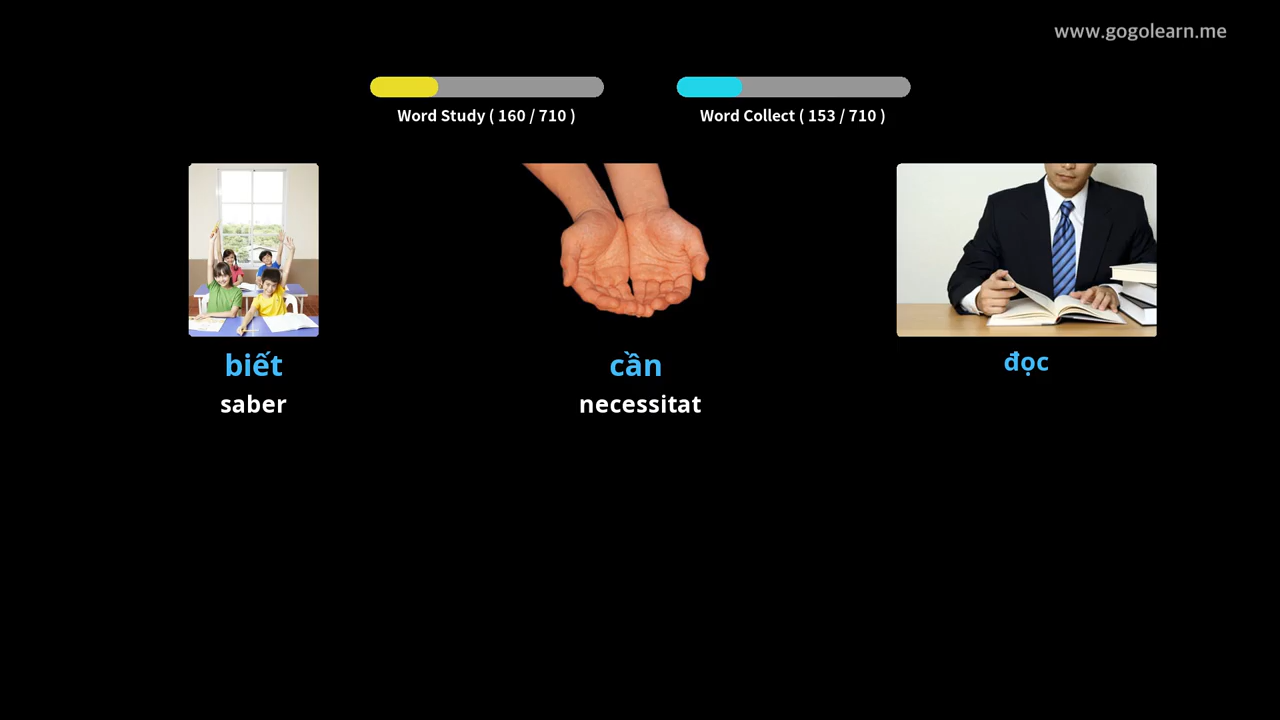 www.gogolearn.me
Word Study ( 160 / 710 )
Word Collect ( 153 / 710 )
biết
cần
đọc
saber
necessitat